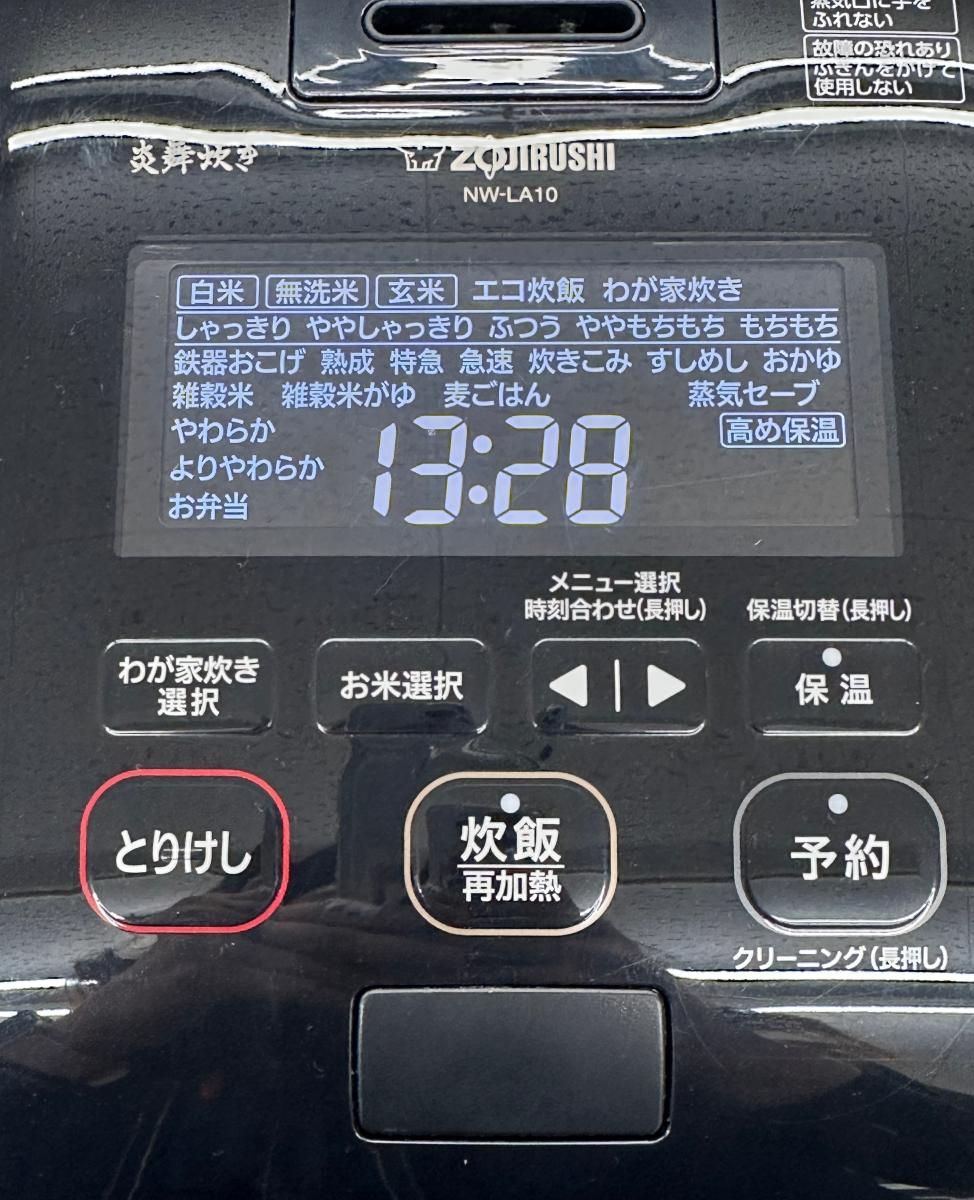 蒸気口に手を
ふれない
故障の恐れあり
ふきんをかけて
使用しない
炎舞炊き
ZOJIRUSHI
NW-LA10
白米 無洗米 玄米 エコ炊飯 わが家炊き
しゃっきり ややしゃっきり ふつう ややもちもち もちもち
鉄器おこげ 熟成 特急 急速 炊きこみ すしめし おかゆ
雑穀米 雑穀米がゆ 麦ごはん 蒸気セーブ
やわらか 高め保温
13:28
よりやわらか
お弁当
メニュー選択
時刻合わせ(長押し) 保温切替(長押し)
わが家炊き
選択
お米選択
保温
とりけし
炊飯
再加熱
予約
クリーニング(長押し)